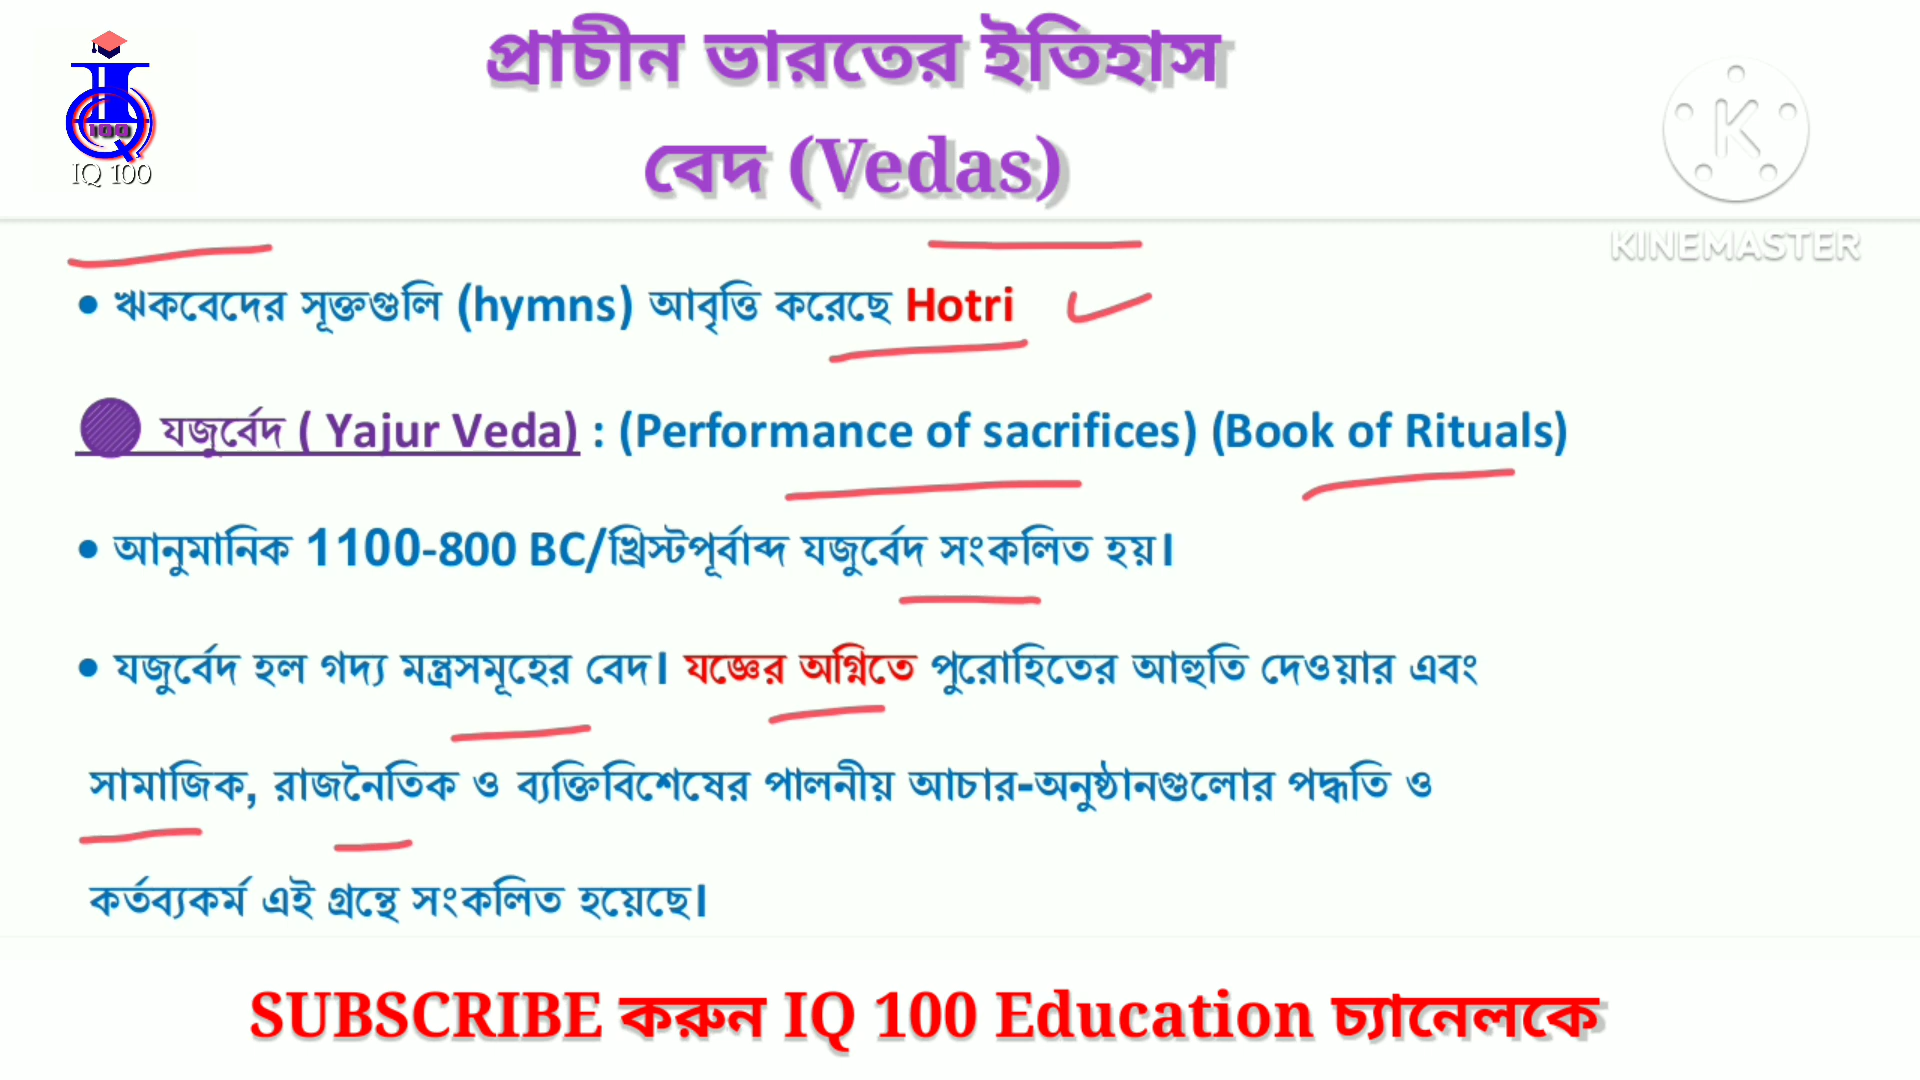 প্রাচীন ভারতের ইতিহাস
বেদ (Vedas)
100
IQ 100
KINEMASTER
• ঋকবেদের সূক্তগুলি (hymns) আবৃত্তি করেছে Hotri
যজুর্বেদ ( Yajur Veda) : (Performance of sacrifices) (Book of Rituals)
• আনুমানিক 1100-800 BC/খ্রিস্টপূর্বাব্দ যজুর্বেদ সংকলিত হয়।
• যজুর্বেদ হল গদ্য মন্ত্রসমূহের বেদ। যজ্ঞের অগ্নিতে পুরোহিতের আহুতি দেওয়ার এবং
সামাজিক, রাজনৈতিক ও ব্যক্তিবিশেষের পালনীয় আচার-অনুষ্ঠানগুলোর পদ্ধতি ও
কর্তব্যকর্ম এই গ্রন্থে সংকলিত হয়েছে।
SUBSCRIBE করুন IQ 100 Education চ্যানেলকে